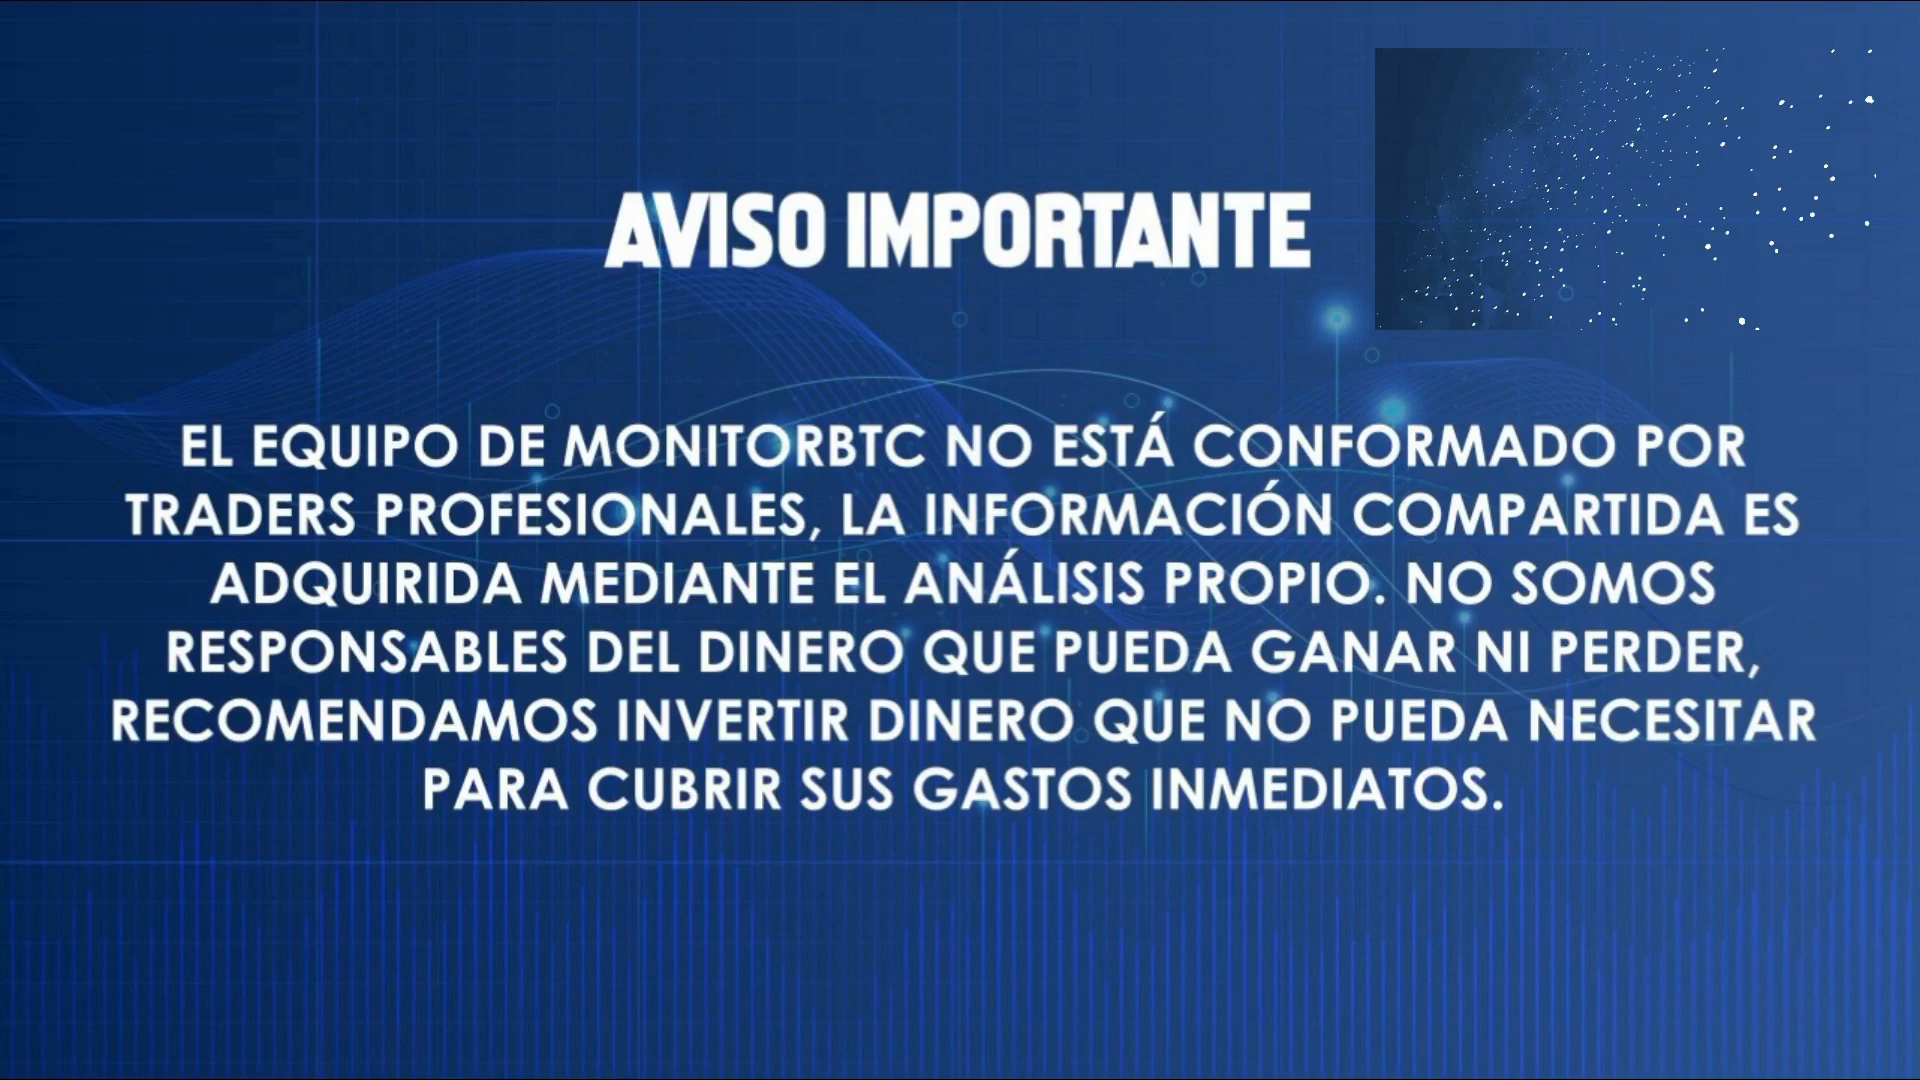 AVISO IMPORTANTE
EL EQUIPO DE MONITORBTC NO ESTÁ CONFORMADO POR
TRADERS PROFESIONALES, LA INFORMACIÓN COMPARTIDA ES
ADQUIRIDA MEDIANTE EL ANÁLISIS PROPIO. NO SOMOS
RESPONSABLES DEL DINERO QUE PUEDA GANAR NI PERDER,
RECOMENDAMOS INVERTIR DINERO QUE NO PUEDA NECESITAR
PARA CUBRIR SUS GASTOS INMEDIATOS.